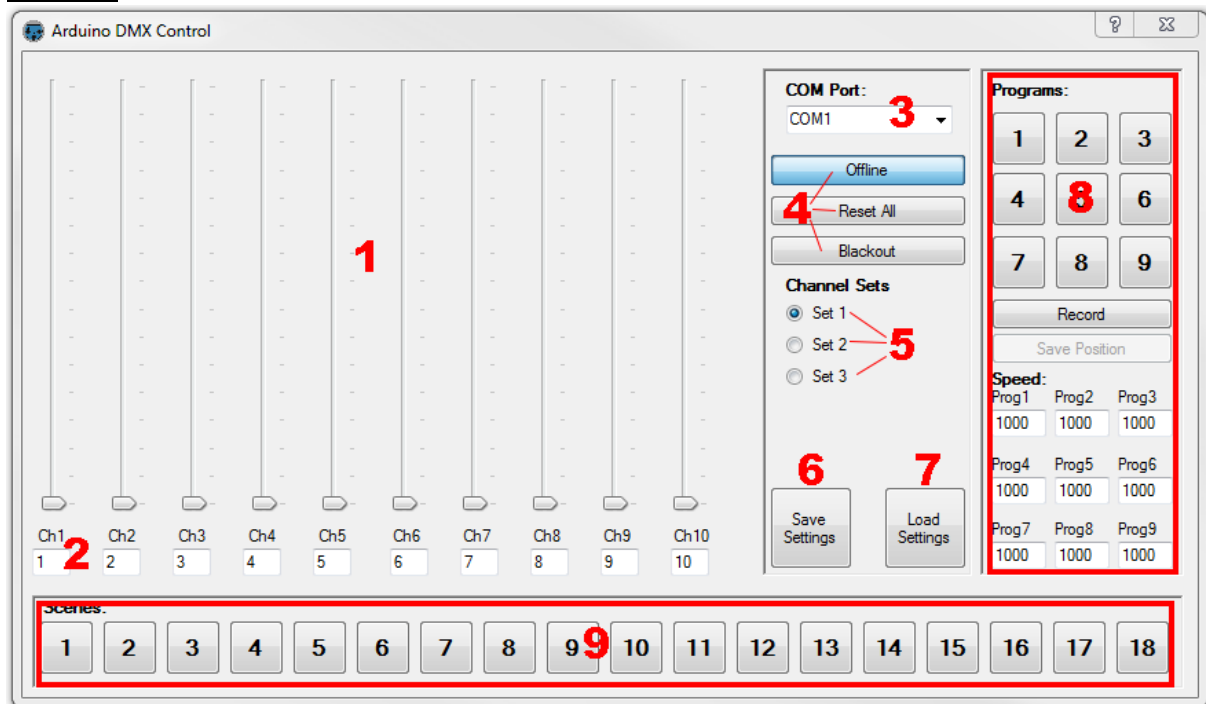 Arduino DMX Control
1
Ch1 Ch2 Ch3 Ch4 Ch5 Ch6 Ch7 Ch8 Ch9 Ch10
1 2 3 4 5 6 7 8 9 10
2
COM Port:
COM1
3
Offline
Reset All
Blackout
4
Channel Sets
Set 1
Set 2
Set 3
5
6
7
Save
Settings
Load
Settings
Programs:
1 2 3
4 6
8
7 8 9
Record
Save Position
Speed:
Prog1 Prog2 Prog3
1000 1000 1000
Prog4 Prog5 Prog6
1000 1000 1000
Prog7 Prog8 Prog9
1000 1000 1000
Scenes:
1 2 3 4 5 6 7 8 9 10 11 12 13 14 15 16 17 18
9